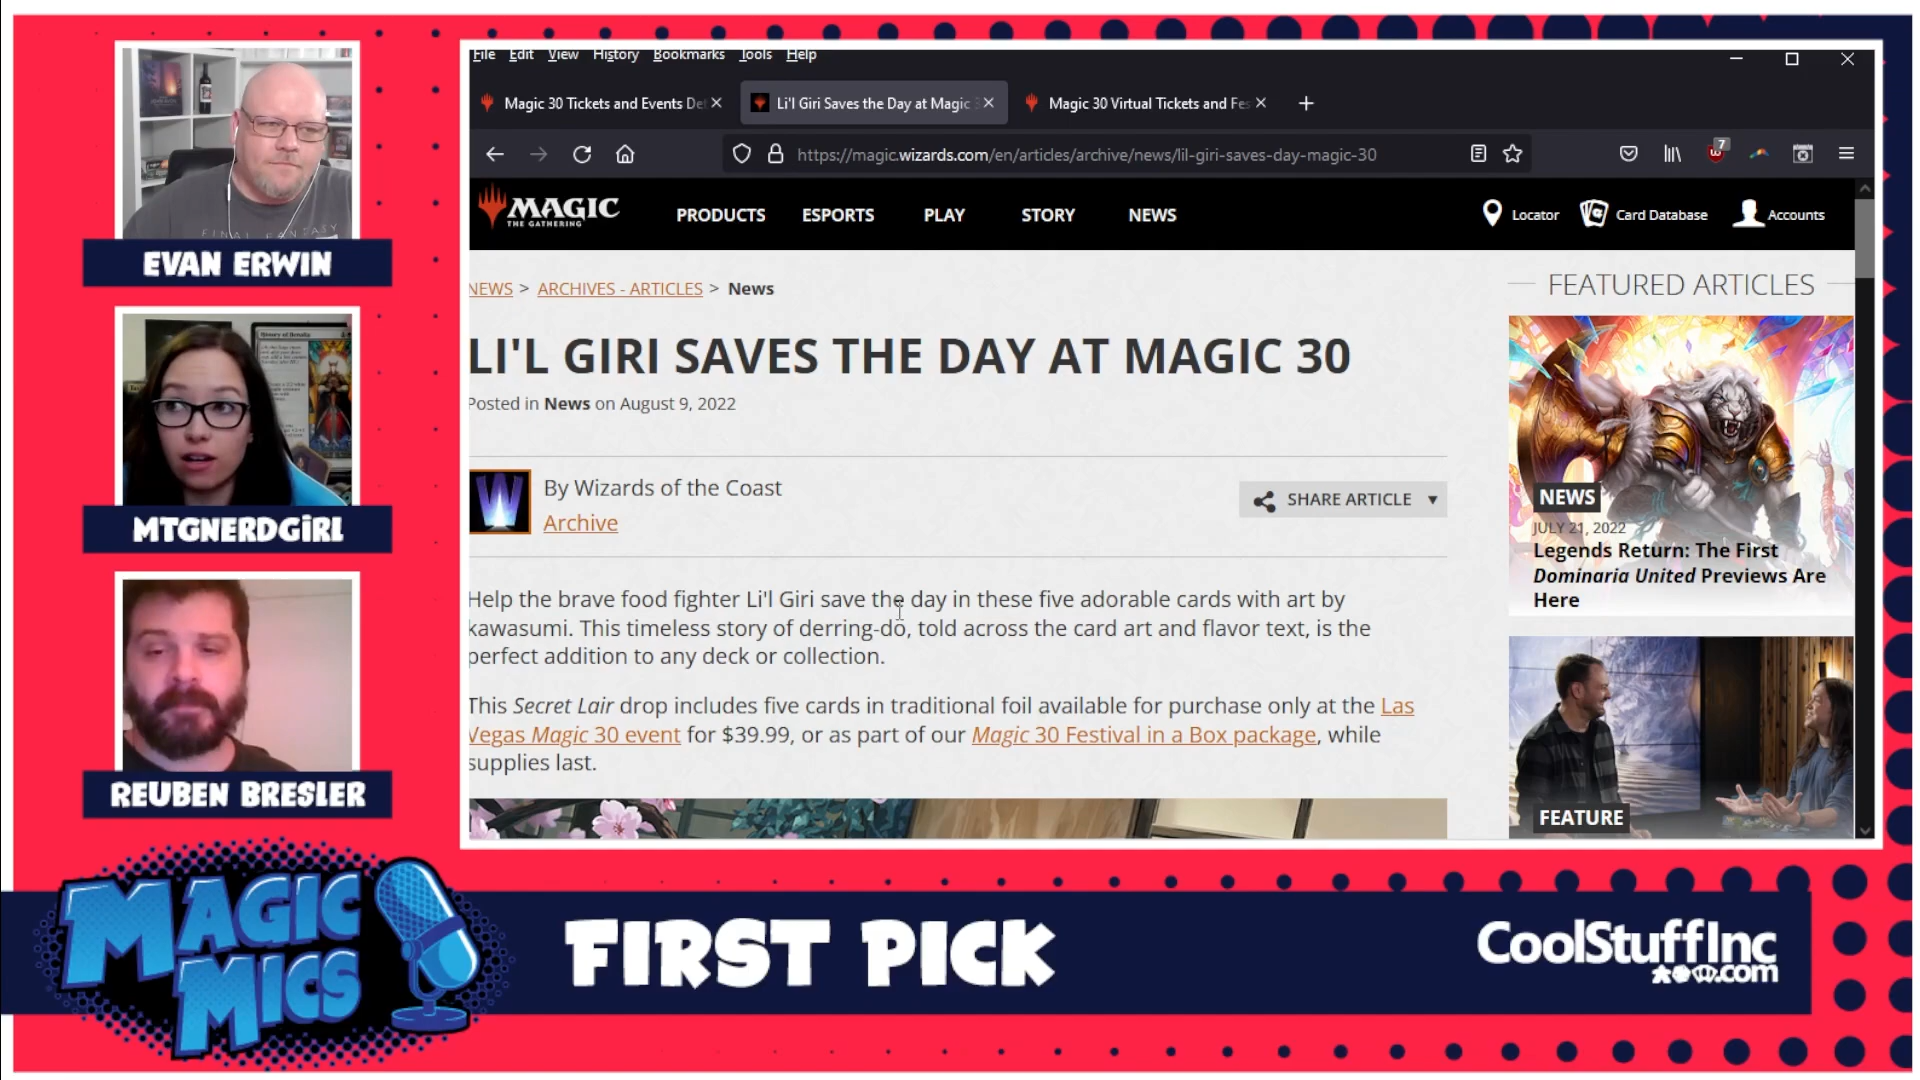 File Edit View History Bookmarks Tools Help
Magic 30 Tickets and Events De
Li'l Giri Saves the Day at Magic
Magic 30 Virtual Tickets and Fes
https://magic.wizards.com/en/articles/archive/news/lil-giri-saves-day-magic-30
7
MAGIC
THE GATHERING
PRODUCTS ESPORTS PLAY STORY NEWS
Locator Card Database Accounts
NEWS > ARCHIVES - ARTICLES > News
LI'L GIRI SAVES THE DAY AT MAGIC 30
Posted in News on August 9, 2022
By Wizards of the Coast
Archive
SHARE ARTICLE
Help the brave food fighter Li'l Giri save the day in these five adorable cards with art by
kawasumi. This timeless story of derring-do, told across the card art and flavor text, is the
perfect addition to any deck or collection.
This Secret Lair drop includes five cards in traditional foil available for purchase only at the Las
Vegas Magic 30 event for $39.99, or as part of our Magic 30 Festival in a Box package, while
supplies last.
FEATURED ARTICLES
NEWS
JULY 21, 2022
Legends Return: The First
Dominaria United Previews Are
Here
FEATURE
FINAL FANTASY
EVAN ERWIN
History of Benalia
MTGNERDGiRL
REUBEN BRESLER
MAGIC
MICS
FIRST PICK
CoolStuffInc
.com